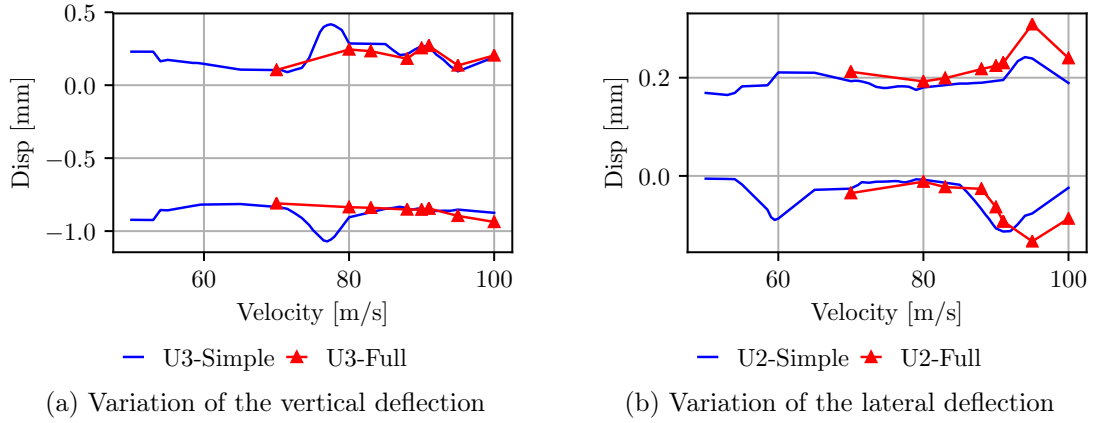 0.5
0.0
−0.5
−1.0
Disp [mm]
60
80
100
Velocity [m/s]
U3-Simple
U3-Full
(a) Variation of the vertical deflection
0.2
0.0
Disp [mm]
60
80
100
Velocity [m/s]
U2-Simple
U2-Full
(b) Variation of the lateral deflection